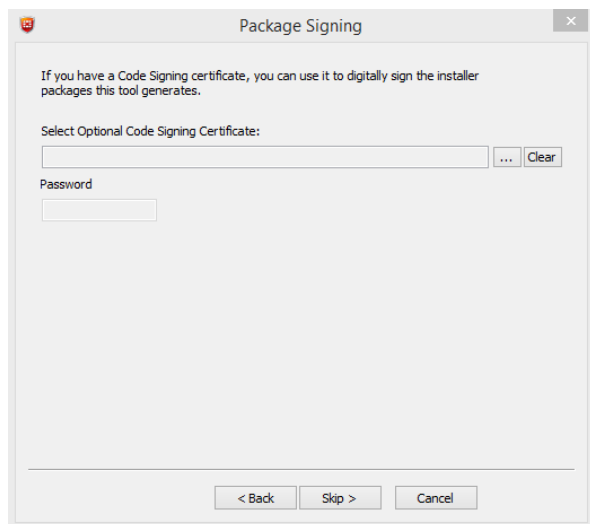 Package Signing
If you have a Code Signing certificate, you can use it to digitally sign the installer
packages this tool generates.
Select Optional Code Signing Certificate:
... Clear
Password
< Back Skip > Cancel